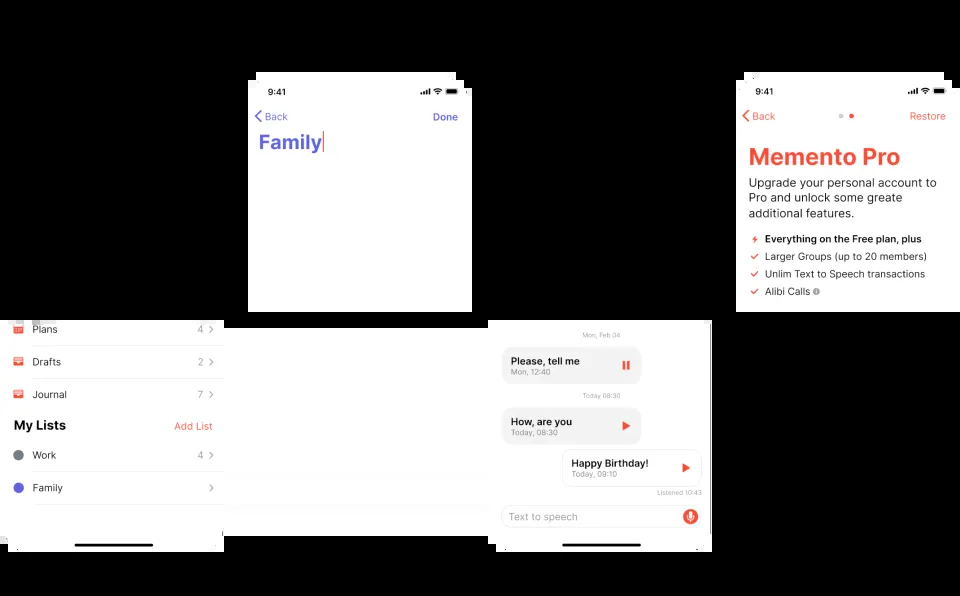 9:41
Back
Done
Family
9:41
Back
Restore
Memento Pro
Upgrade your personal account to
Pro and unlock some greate
additional features.
Everything on the Free plan, plus
Larger Groups (up to 20 members)
Unlim Text to Speech transactions
Alibi Calls
Plans 4
Drafts 2
Journal 7
My Lists Add List
Work 4
Family
Mon, Feb 04
Please, tell me
Mon, 12:40
Today 08:30
How, are you
Today, 08:30
Happy Birthday!
Today, 09:10
Listened 10:43
Text to speech